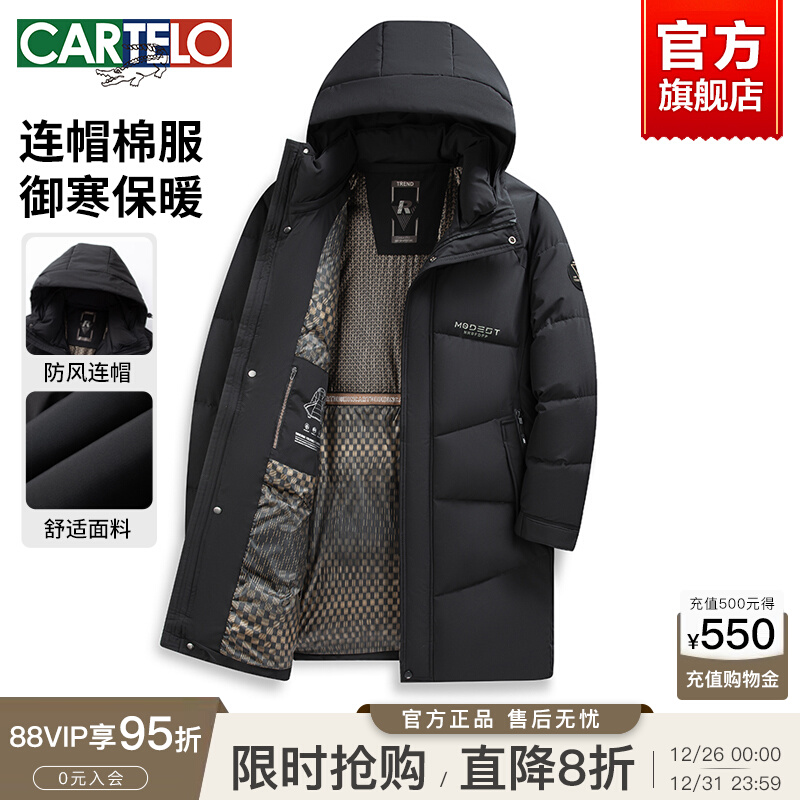 CARTELO
官方
旗舰店
连帽棉服
御寒保暖
防风连帽
舒适面料
TREND
R
MODEST
充值500元得
¥550
充值购物金
官方正品 售后无忧
88VIP享95折
0元入会
限时抢购 / 直降8折
12/26 00:00
12/31 23:59